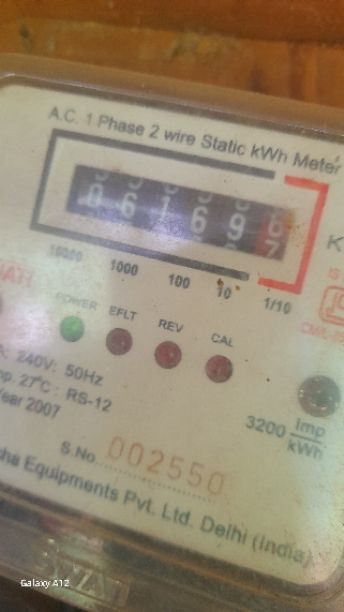 A.C. 1 Phase 2 wire Static kWh Meter
0 6 1 6 9
10000 1000 100 10 1/10
POWER EFLT REV CAL
240V: 50Hz
27°C: RS-12
Year 2007
3200 Imp/kWh
S.No 002550
Equipments Pvt. Ltd. Delhi (India)
Galaxy A12